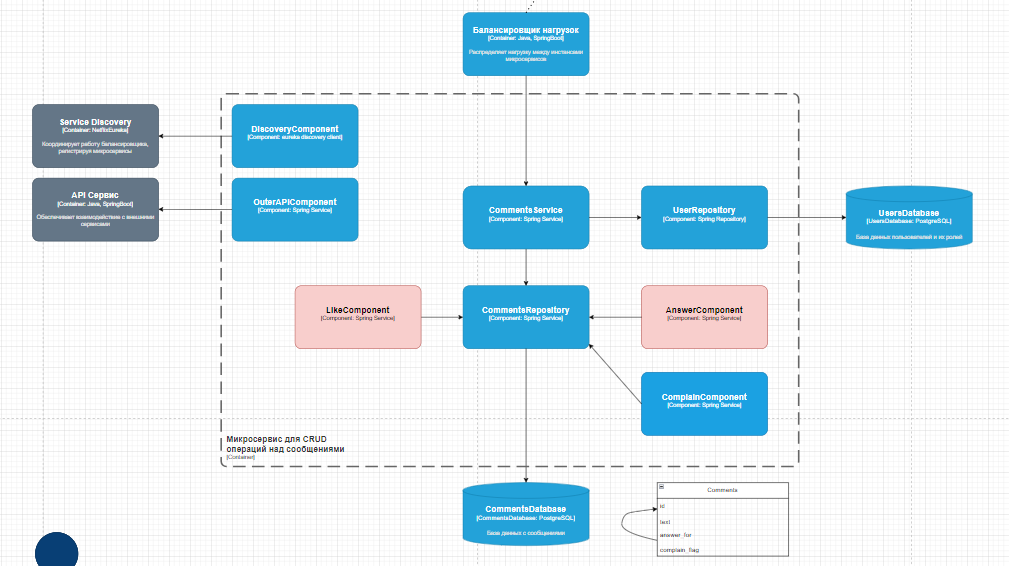 Балансировщик нагрузок
[Container: Java, SpringBoot]
Распределяет нагрузку между инстансами
микросервисов
Service Discovery
[Container: NetflixEureka]
Координирует работу балансировщика,
регистрируя микросервисы
DiscoveryComponent
[Component: eureka discovery client]
API Сервис
[Container: Java, SpringBoot]
Обеспечивает взаимодействие с внешними
сервисами
OuterAPIComponent
[Component: Spring Service]
CommentsService
[Component: Spring Service]
UserRepository
[Component: Spring Repository]
UsersDatabase
[UsersDatabase: PostgreSQL]
База данных пользователей и их ролей
LikeComponent
[Component: Spring Service]
CommentsRepository
[Component: Spring Service]
AnswerComponent
[Component: Spring Service]
ComplainComponent
[Component: Spring Service]
Микросервис для CRUD
операций над сообщениями
[Container]
CommentsDatabase
[CommentsDatabase: PostgreSQL]
База данных с сообщениями
Comments
id
text
answer_for
complain_flag